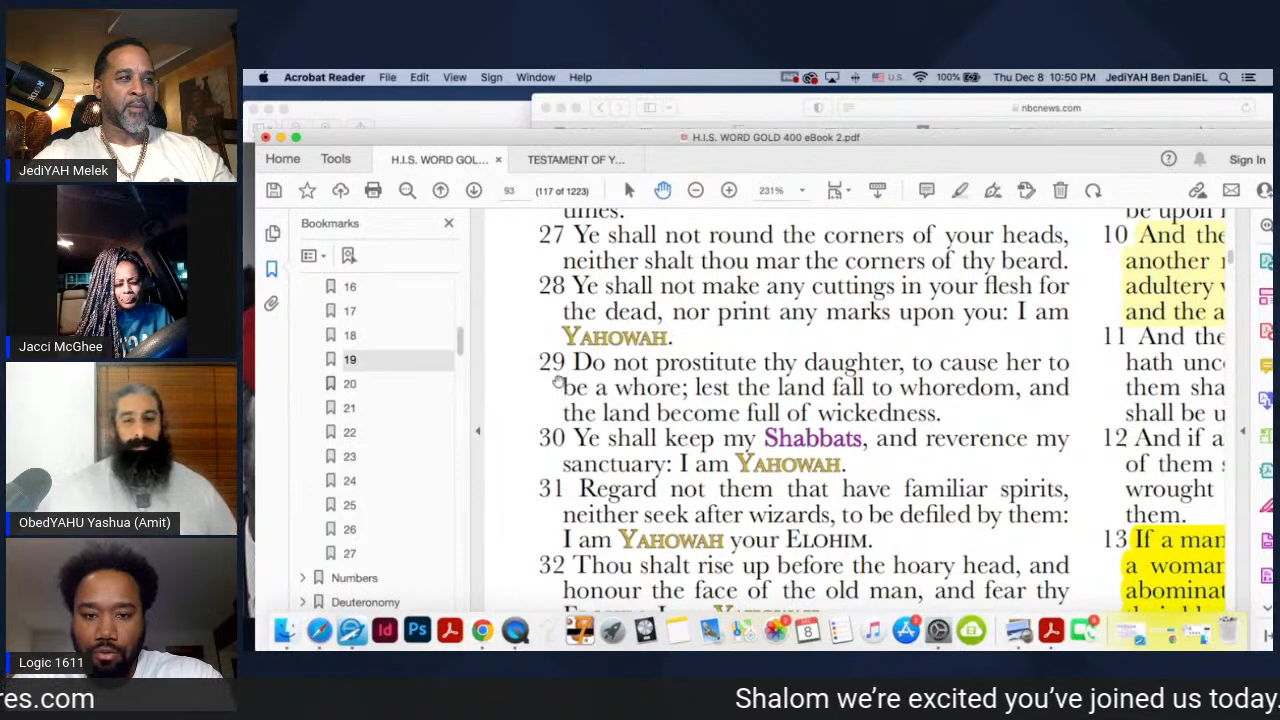 JediYAH Melek
Jacci McGhee
ObedYAHU Yashua (Amit)
Logic 1611
Acrobat Reader File Edit View Sign Window Help
U.S. 100% Thu Dec 8 10:50 PM JediYAH Ben DaniEL
nbcnews.com
H.I.S. WORD GOLD 400 eBook 2.pdf
Home Tools H.I.S. WORD GOL... × TESTAMENT OF Y... Sign In
93 (117 of 1223) 231%
Bookmarks
16
17
18
19
20
21
22
23
24
25
26
27
Numbers
Deuteronomy
times.
27 Ye shall not round the corners of your heads,
neither shalt thou mar the corners of thy beard.
28 Ye shall not make any cuttings in your flesh for
the dead, nor print any marks upon you: I am
YAHOWAH.
29 Do not prostitute thy daughter, to cause her to
be a whore; lest the land fall to whoredom, and
the land become full of wickedness.
30 Ye shall keep my Shabbats, and reverence my
sanctuary: I am YAHOWAH.
31 Regard not them that have familiar spirits,
neither seek after wizards, to be defiled by them:
I am YAHOWAH your ELOHIM.
32 Thou shalt rise up before the hoary head, and
honour the face of the old man, and fear thy
be upon
10 And the
another
adultery
and the a
11 And the
hath unc
them sha
shall be u
12 And if a
of them
wrought
them.
13 If a man
a woman
abominat
8
res.com
Shalom we're excited you've joined us today.